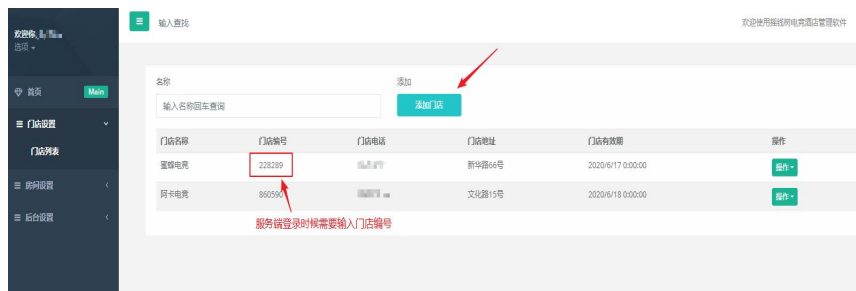 输入查找
欢迎使用摇钱树电竞酒店管理软件
欢迎你,
选项
首页 Main
门店设置
门店列表
房间设置
后台设置
名称 添加
输入名称回车查询 添加门店
门店名称 门店编号 门店电话 门店地址 门店有效期 操作
蜜蜂电竞 228289 新华路66号 2020/6/17 0:00:00 操作
阿卡电竞 860590 文化路15号 2020/6/18 0:00:00 操作
服务端登录时候需要输入门店编号